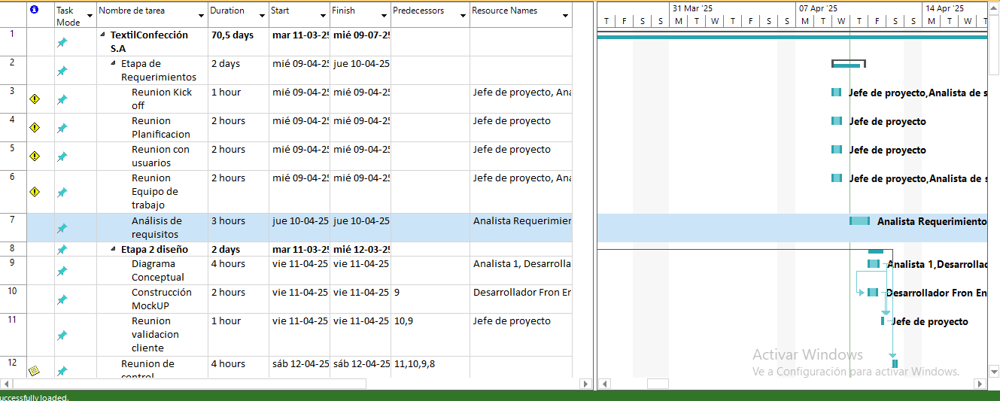 31 Mar '25 07 Apr '25 14 Apr '25
Task Mode Nombre de tarea Duration Start Finish Predecessors Resource Names T F S S M T W T F S S M T W T F S S M T W T
1 TextilConfección S.A 70,5 days mar 11-03-25 mié 09-07-25
2 Etapa de Requerimientos 2 days mié 09-04-25 jue 10-04-25
3 Reunion Kick off 1 hour mié 09-04-25 mié 09-04-25 Jefe de proyecto, Ana Jefe de proyecto,Analista de s
4 Reunion Planificacion 2 hours mié 09-04-25 mié 09-04-25 Jefe de proyecto Jefe de proyecto
5 Reunion con usuarios 2 hours mié 09-04-25 mié 09-04-25 Jefe de proyecto Jefe de proyecto
6 Reunion Equipo de trabajo 2 hours mié 09-04-25 mié 09-04-25 Jefe de proyecto, Ana Jefe de proyecto,Analista de s
7 Análisis de requisitos 3 hours jue 10-04-25 jue 10-04-25 Analista Requerimier Analista Requerimiento
8 Etapa 2 diseño 2 days mar 11-03-25 mié 12-03-25
9 Diagrama Conceptual 4 hours vie 11-04-25 vie 11-04-25 Analista 1, Desarrolla Analista 1,Desarrollad
10 Construcción MockUP 2 hours vie 11-04-25 vie 11-04-25 9 Desarrollador Fron En Desarrollador Fron En
11 Reunion validacion cliente 1 hour vie 11-04-25 vie 11-04-25 10,9 Jefe de proyecto Jefe de proyecto
12 Reunion de control 4 hours sáb 12-04-25 sáb 12-04-25 11,10,9,8
Activar Windows
Ve a Configuración para activar Windows.
uccessfully loaded.